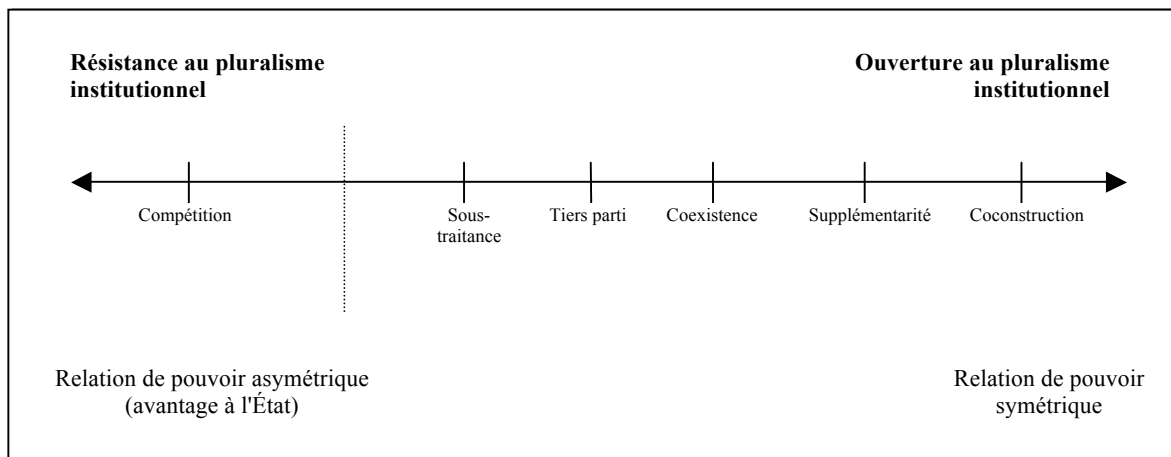 Résistance au pluralisme
institutionnel
Ouverture au pluralisme
institutionnel
Compétition
Sous-
traitance
Tiers parti
Coexistence
Supplémentarité
Coconstruction
Relation de pouvoir asymétrique
(avantage à l'État)
Relation de pouvoir
symétrique